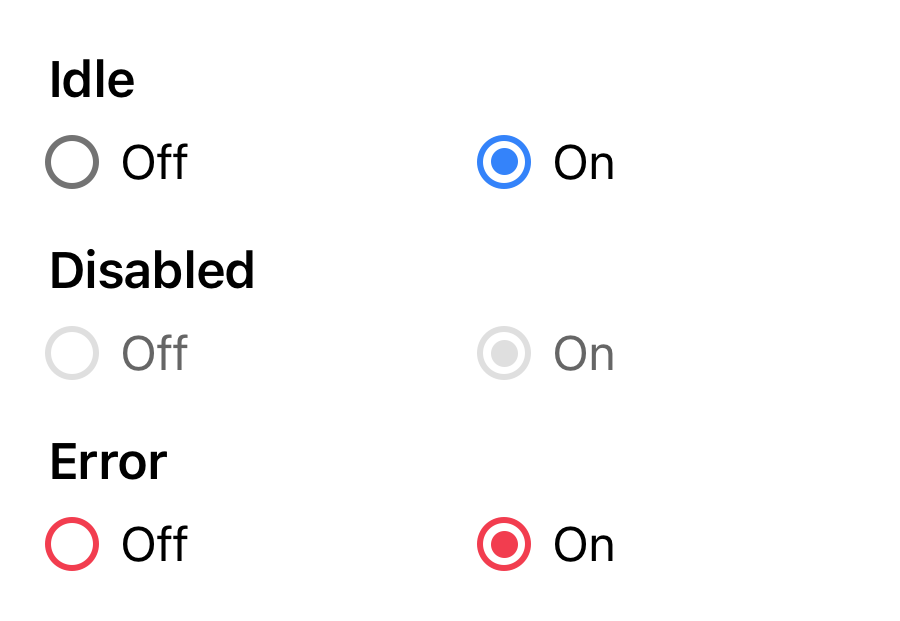 Idle
Off On
Disabled
Off On
Error
Off On